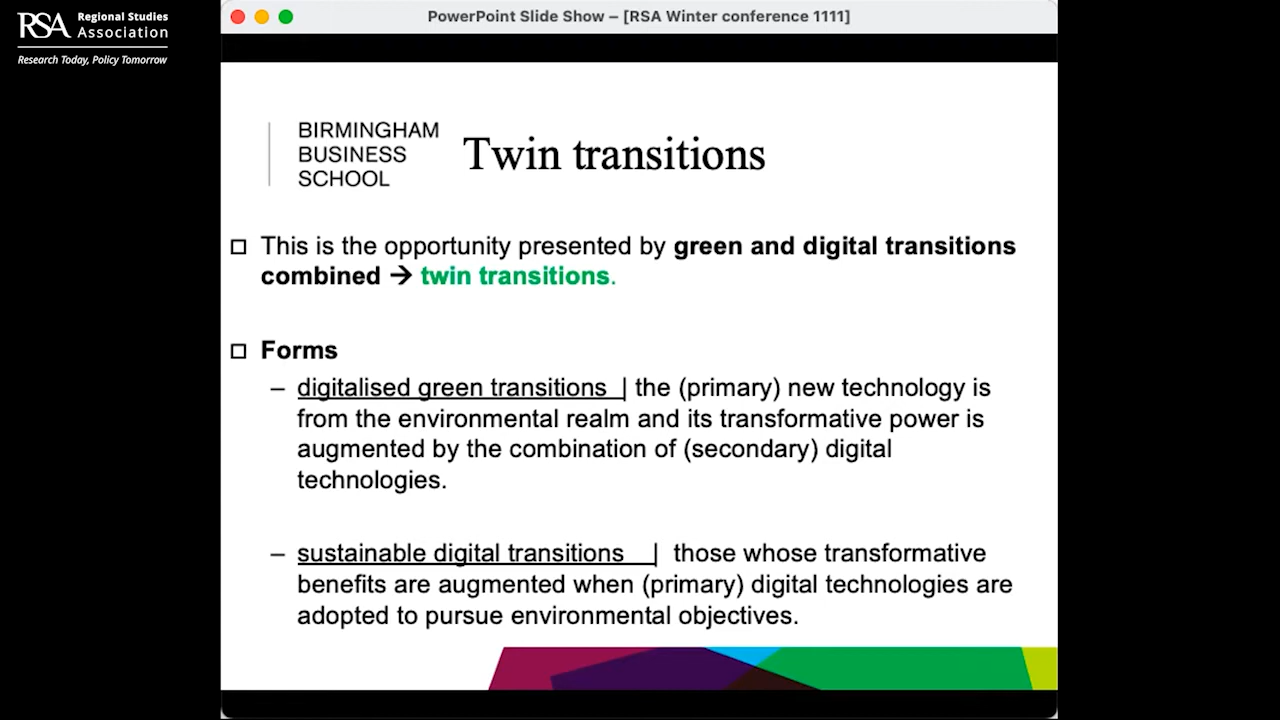 RSA Regional Studies Association
Research Today, Policy Tomorrow
PowerPoint Slide Show – [RSA Winter conference 1111]
BIRMINGHAM
BUSINESS
SCHOOL
Twin transitions
This is the opportunity presented by green and digital transitions
combined → twin transitions.
Forms
– digitalised green transitions | the (primary) new technology is
from the environmental realm and its transformative power is
augmented by the combination of (secondary) digital
technologies.
– sustainable digital transitions | those whose transformative
benefits are augmented when (primary) digital technologies are
adopted to pursue environmental objectives.